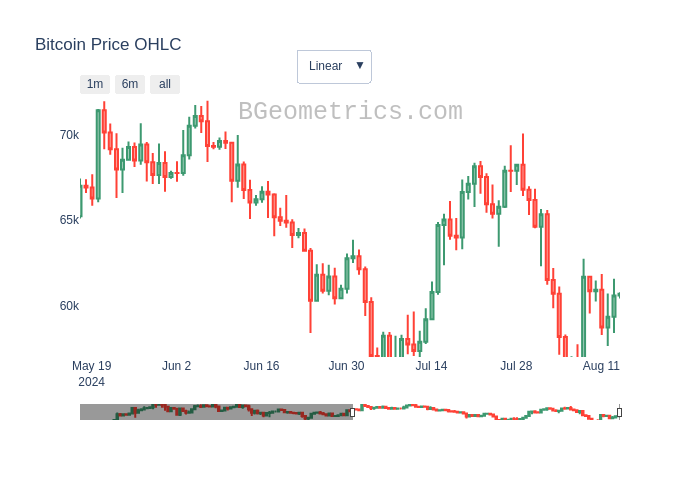 Bitcoin Price OHLC
Linear ▼
1m 6m all
BGeometrics.com
70k
65k
60k
May 19 Jun 2 Jun 16 Jun 30 Jul 14 Jul 28 Aug 11
2024